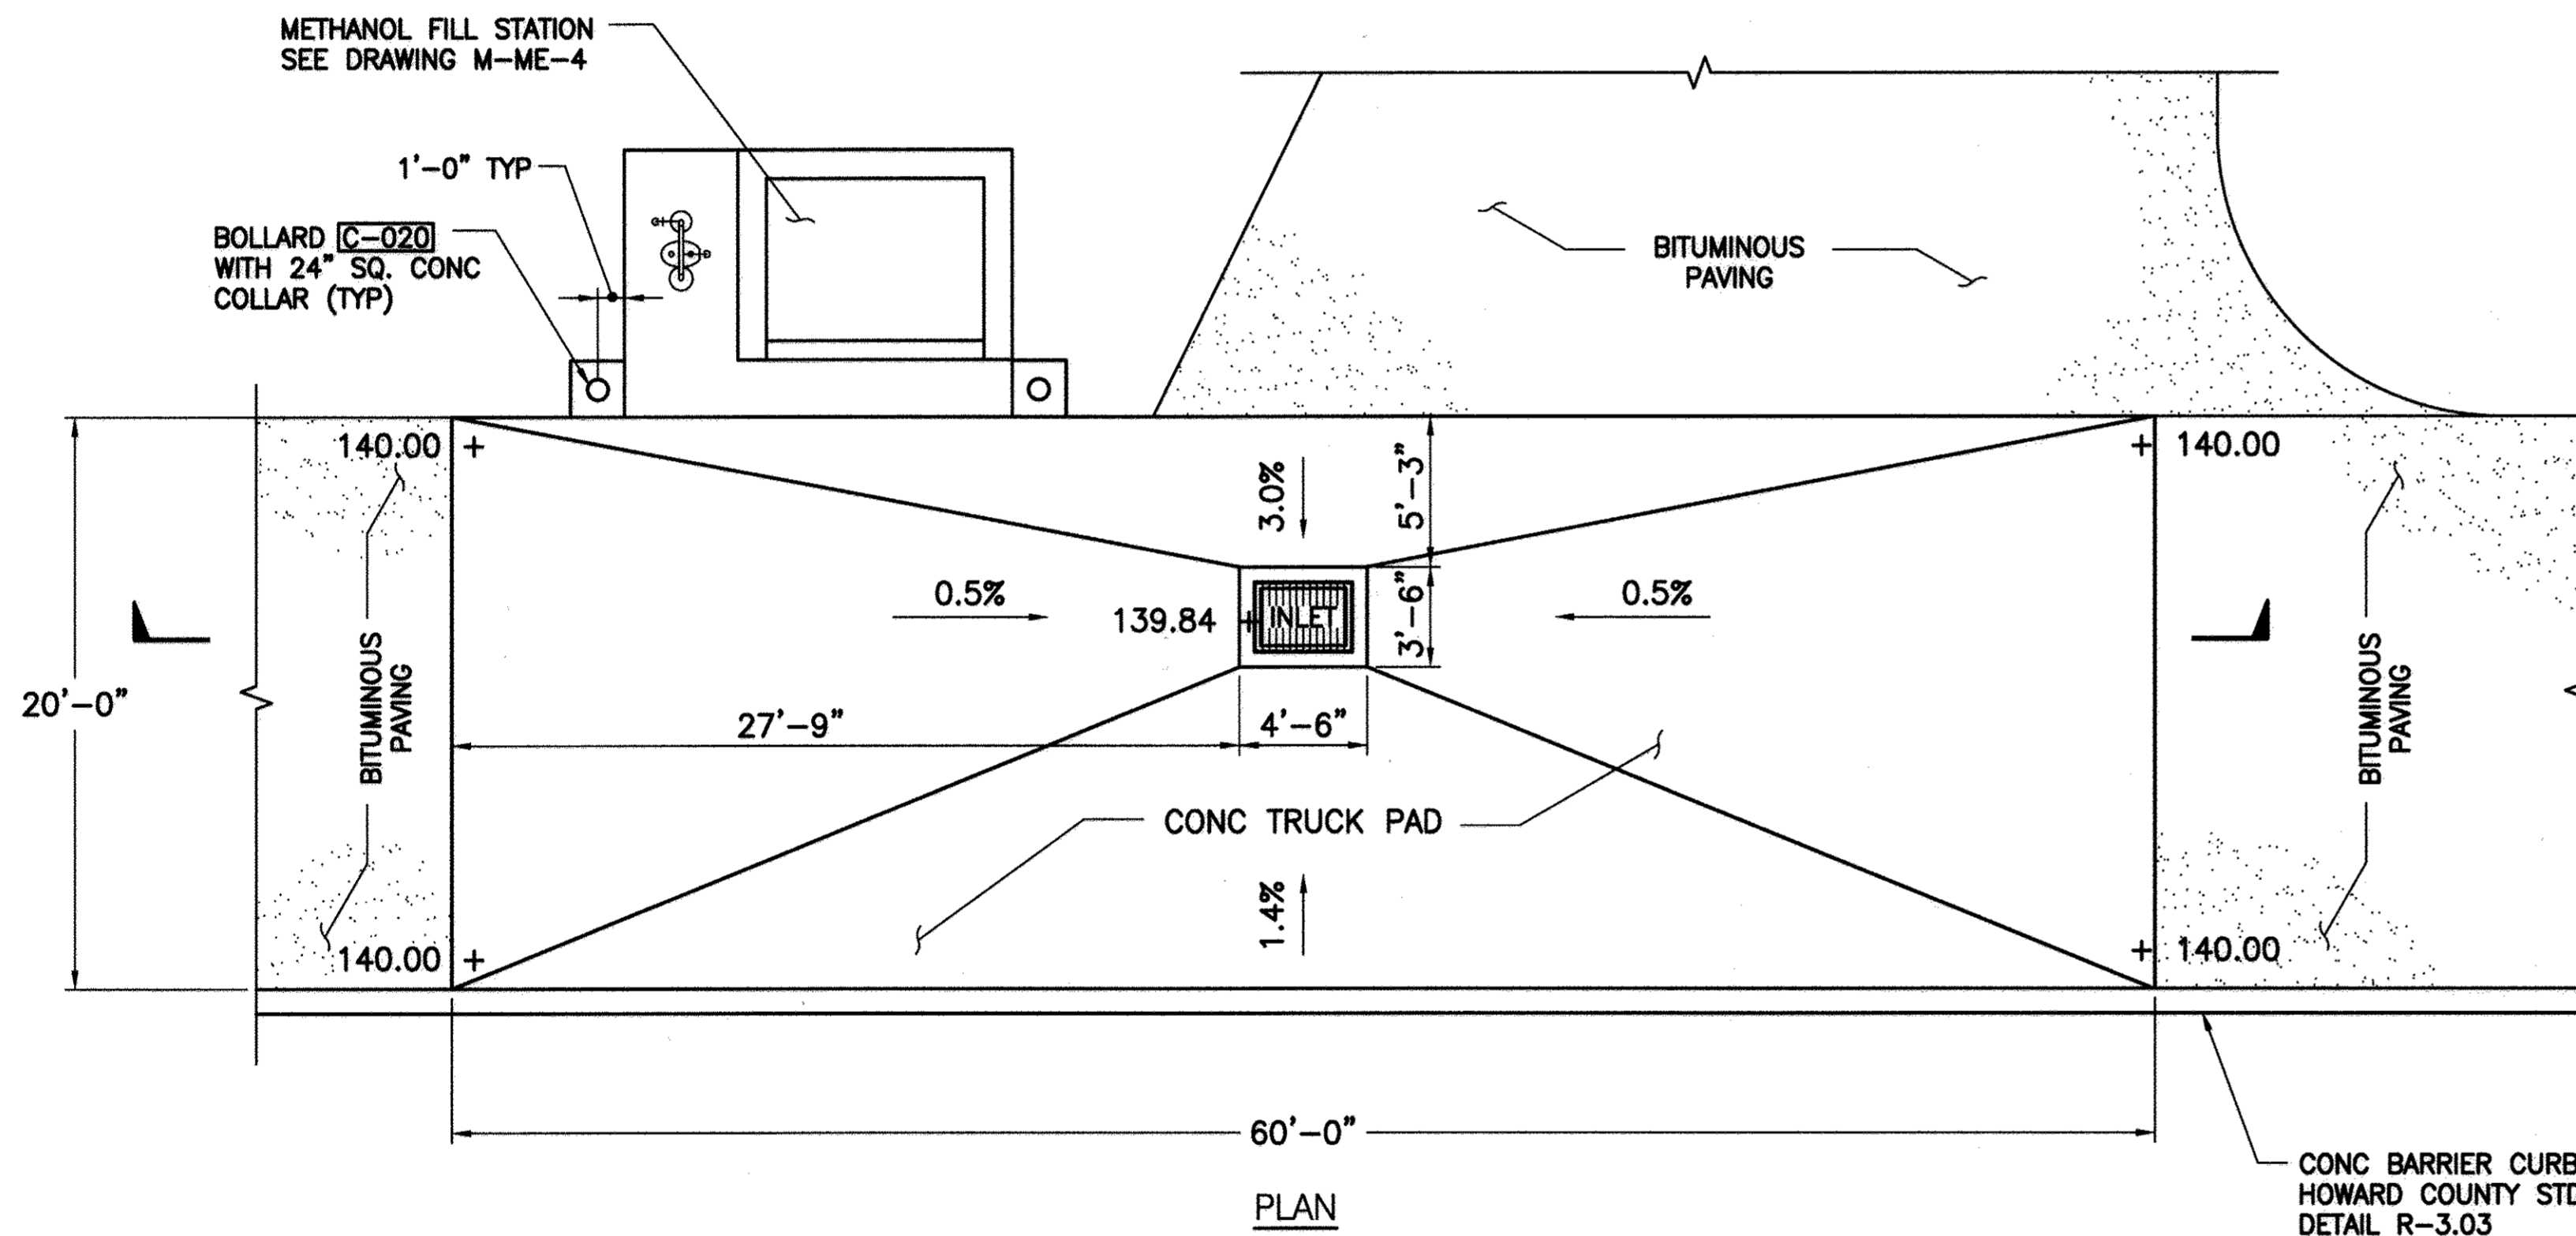 METHANOL FILL STATION
SEE DRAWING M-ME-4
1'-0" TYP
BOLLARD C-020
WITH 24" SQ. CONC
COLLAR (TYP)
BITUMINOUS
PAVING
140.00
140.00
3.0%
5'-3"
0.5%
0.5%
139.84
INLET
3'-6"
20'-0"
BITUMINOUS
PAVING
27'-9"
4'-6"
BITUMINOUS
PAVING
CONC TRUCK PAD
1.4%
140.00
140.00
60'-0"
PLAN
CONC BARRIER CURB
HOWARD COUNTY STD
DETAIL R-3.03